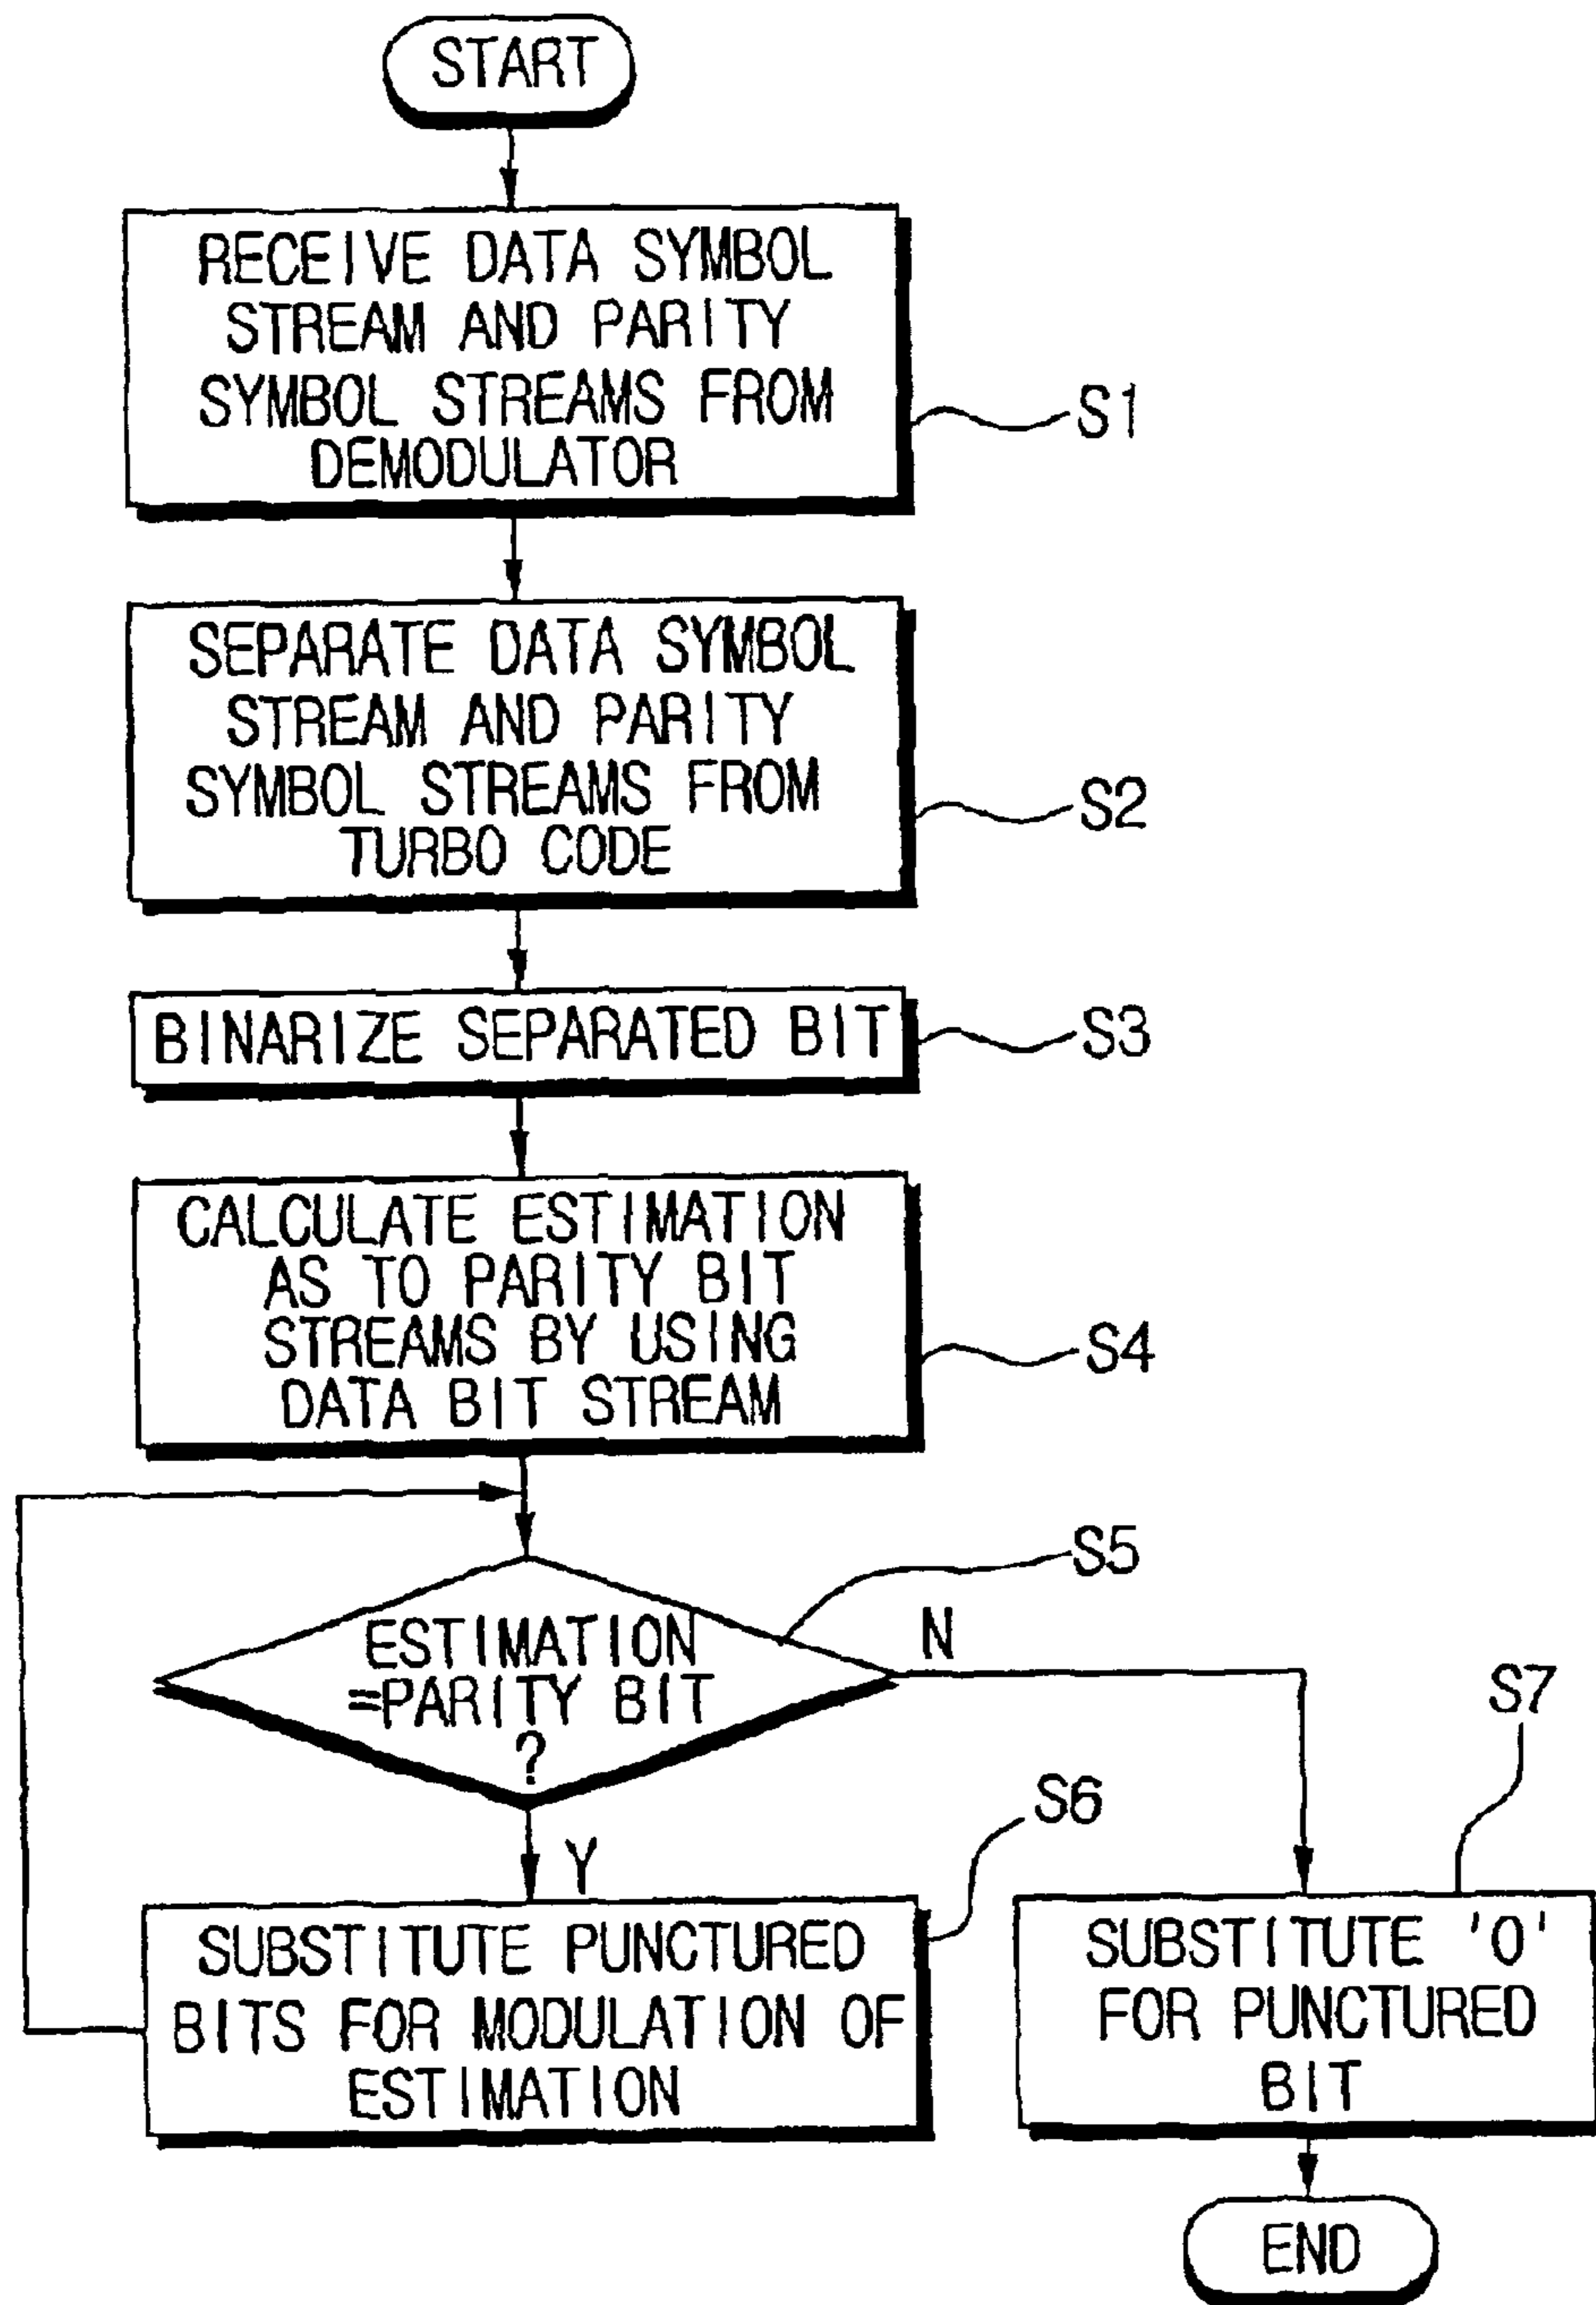 START
RECEIVE DATA SYMBOL
STREAM AND PARITY
SYMBOL STREAMS FROM
DEMODULATOR
S1
SEPARATE DATA SYMBOL
STREAM AND PARITY
SYMBOL STREAMS FROM
TURBO CODE
S2
BINARIZE SEPARATED BIT
S3
CALCULATE ESTIMATION
AS TO PARITY BIT
STREAMS BY USING
DATA BIT STREAM
S4
S5
ESTIMATION
=PARITY BIT
?
N
Y
S6
SUBSTITUTE PUNCTURED
BITS FOR MODULATION OF
ESTIMATION
S7
SUBSTITUTE '0'
FOR PUNCTURED
BIT
END